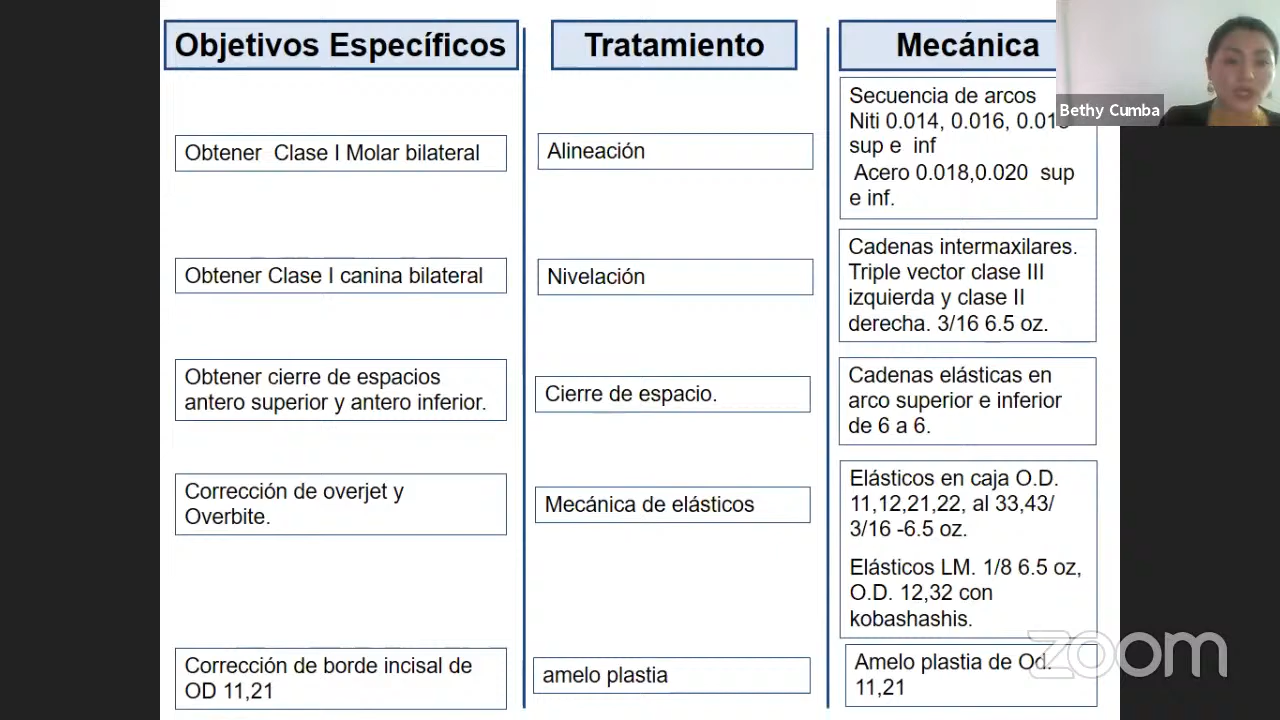 Objetivos Específicos
Tratamiento
Mecánica
Bethy Cumba
Obtener Clase I Molar bilateral
Alineación
Secuencia de arcos
Niti 0.014, 0.016,
sup e inf
Acero 0.018,0.020 sup
e inf.
Obtener Clase I canina bilateral
Nivelación
Cadenas intermaxilares.
Triple vector clase III
izquierda y clase II
derecha. 3/16 6.5 oz.
Obtener cierre de espacios
antero superior y antero inferior.
Cierre de espacio.
Cadenas elásticas en
arco superior e inferior
de 6 a 6.
Corrección de overjet y
Overbite.
Mecánica de elásticos
Elásticos en caja O.D.
11,12,21,22, al 33,43/
3/16 -6.5 oz.
Elásticos LM. 1/8 6.5 oz,
O.D. 12,32 con
kobashashis.
Corrección de borde incisal de
OD 11,21
amelo plastia
Amelo plastia de Od.
11,21
zoom